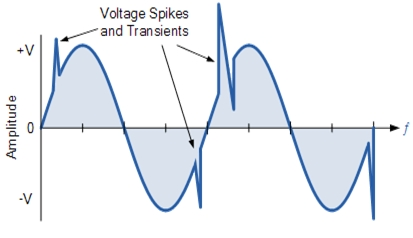 Voltage Spikes
and Transients
+V
Amplitude
0
f
-V